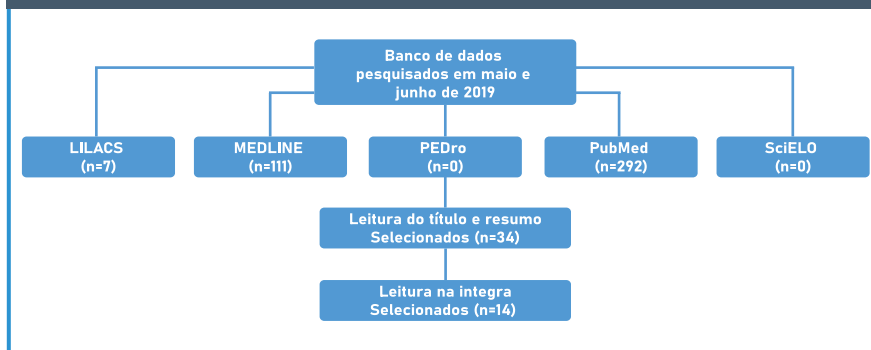 Banco de dados
pesquisados em maio e
junho de 2019
LILACS
(n=7)
MEDLINE
(n=111)
PEDro
(n=0)
PubMed
(n=292)
SciELO
(n=0)
Leitura do título e resumo
Selecionados (n=34)
Leitura na integra
Selecionados (n=14)